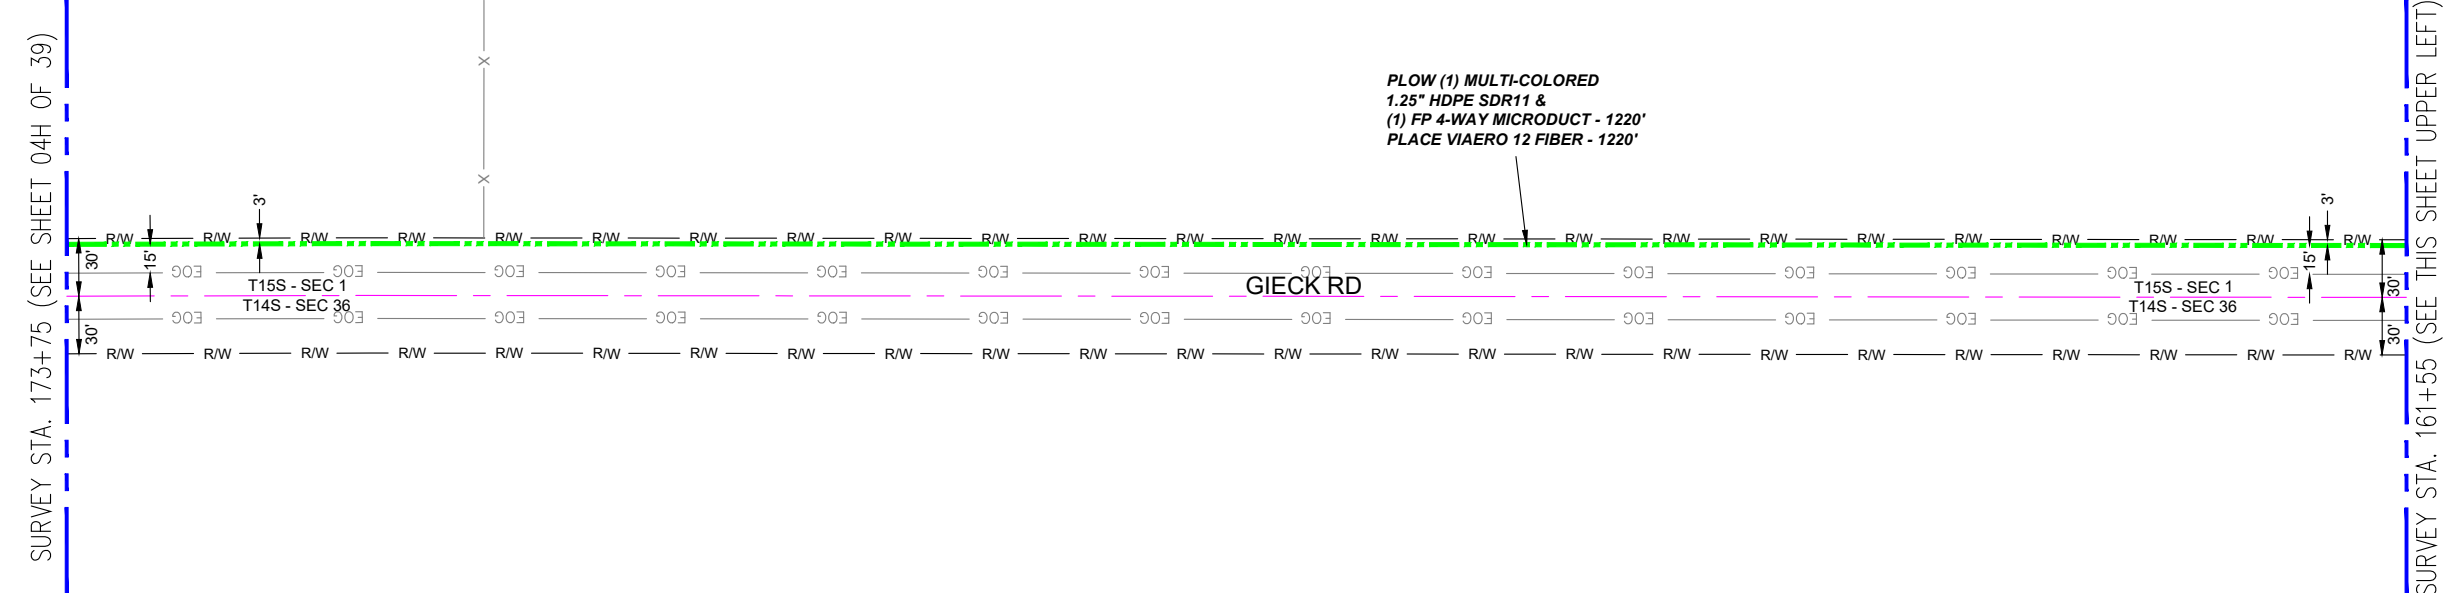 SURVEY STA. 173+75 (SEE SHEET 04H OF 39)
X
X
PLOW (1) MULTI-COLORED
1.25" HDPE SDR11 &
(1) FP 4-WAY MICRODUCT - 1220'
PLACE VIAERO 12 FIBER - 1220'
3' 3'
R/W R/W R/W R/W R/W R/W R/W R/W R/W R/W R/W R/W R/W R/W R/W R/W R/W R/W R/W R/W R/W R/W R/W R/W
30' 15' 15' 30'
EOG EOG EOG EOG EOG EOG EOG EOG EOG EOG EOG EOG EOG EOG
T15S - SEC 1 GIECK RD T15S - SEC 1
T14S - SEC 36 T14S - SEC 36
EOG EOG EOG EOG EOG EOG EOG EOG EOG EOG EOG EOG EOG EOG
30' 30'
R/W R/W R/W R/W R/W R/W R/W R/W R/W R/W R/W R/W R/W R/W R/W R/W R/W R/W R/W R/W R/W R/W R/W R/W
SURVEY STA. 161+55 (SEE THIS SHEET UPPER LEFT)